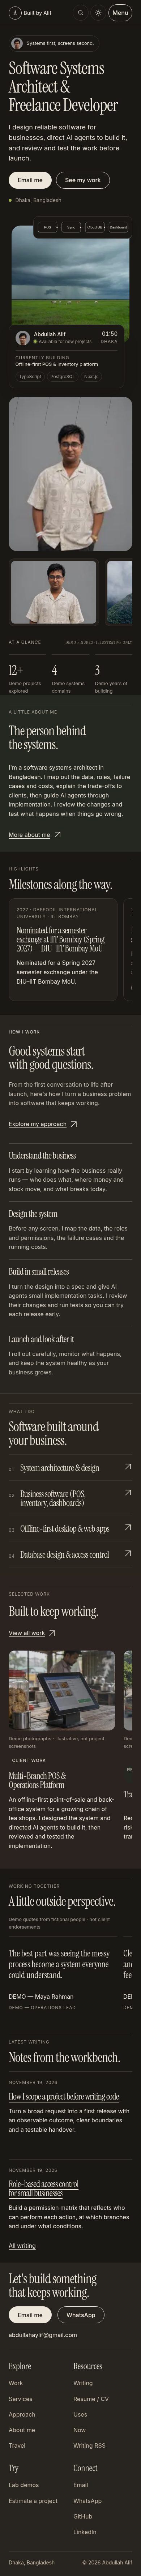 Built by Alif
Menu
Systems first, screens second.
Software Systems
Architect &
Freelance Developer
I design reliable software for
businesses, direct AI agents to build it,
and review and test the work before
launch.
Email me
See my work
Dhaka, Bangladesh
POS
Sync
Cloud DB
Dashboard
Abdullah Alif
Available for new projects
01:50
DHAKA
CURRENTLY BUILDING
Offline-first POS & inventory platform
TypeScript
PostgreSQL
Next.js
AT A GLANCE
12+
4
3
Demo projects
explored
Demo systems
domains
Demo years of
building
A LITTLE ABOUT ME
The person behind
the systems.
I'm a software systems architect in
Bangladesh. I map out the data, roles, failure
cases and costs, explain the trade-offs to
clients, then guide AI agents through
implementation. I review the changes and
test what happens when things go wrong.
More about me
HIGHLIGHTS
Milestones along the way.
2027 · DAFFODIL INTERNATIONAL
UNIVERSITY · IIT BOMBAY
Nominated for a semester
exchange at IIT Bombay (Spring
2027) — DIU–IIT Bombay MoU
Nominated for a Spring 2027
semester exchange under the
DIU–IIT Bombay MoU.
HOW I WORK
Good systems start
with good questions.
From the first conversation to life after
launch, here's how I turn a business problem
into software that keeps working.
Explore my approach
Understand the business
I start by learning how the business really
runs — who does what, where money and
stock move, and what breaks today.
Design the system
Before any screen, I map the data, the roles
and permissions, the failure cases and the
running costs.
Build in small releases
I turn the design into a spec and give AI
agents small implementation tasks. I review
their changes and run tests so you can try
each release early.
Launch and look after it
I roll out carefully, monitor what happens,
and keep the system healthy as your
business grows.
WHAT I DO
Software built around
your business.
01
System architecture & design
02
Business software (POS,
inventory, dashboards)
03
Offline-first desktop & web apps
04
Database design & access control
SELECTED WORK
Built to keep working.
View all work
Demo photographs · Illustrative, not project
screenshots
CLIENT WORK
Multi-Branch POS &
Operations Platform
An offline-first point-of-sale and back-
office system for a growing chain of
tea shops. I designed the system and
directed AI agents to build it, then
reviewed and tested the
implementation.
WORKING TOGETHER
A little outside perspective.
Demo quotes from fictional people · not client
endorsements
The best part was seeing the messy
process become a system everyone
could understand.
DEMO — Maya Rahman
DEMO — OPERATIONS LEAD
LATEST WRITING
Notes from the workbench.
NOVEMBER 19, 2026
How I scope a project before writing code
Turn a broad request into a first release with
an observable outcome, clear boundaries
and a testable handover.
NOVEMBER 19, 2026
Role-based access control
for small businesses
Build a permission matrix that reflects who
can perform each action, at which branches
and under what conditions.
All writing
Let's build something
that keeps working.
Email me
WhatsApp
abdullahaylif@gmail.com
Explore
Resources
Work
Writing
Services
Resume / CV
Approach
Uses
About me
Now
Travel
Writing RSS
Try
Connect
Lab demos
Email
Estimate a project
WhatsApp
GitHub
LinkedIn
Dhaka, Bangladesh
© 2026 Abdullah Alif